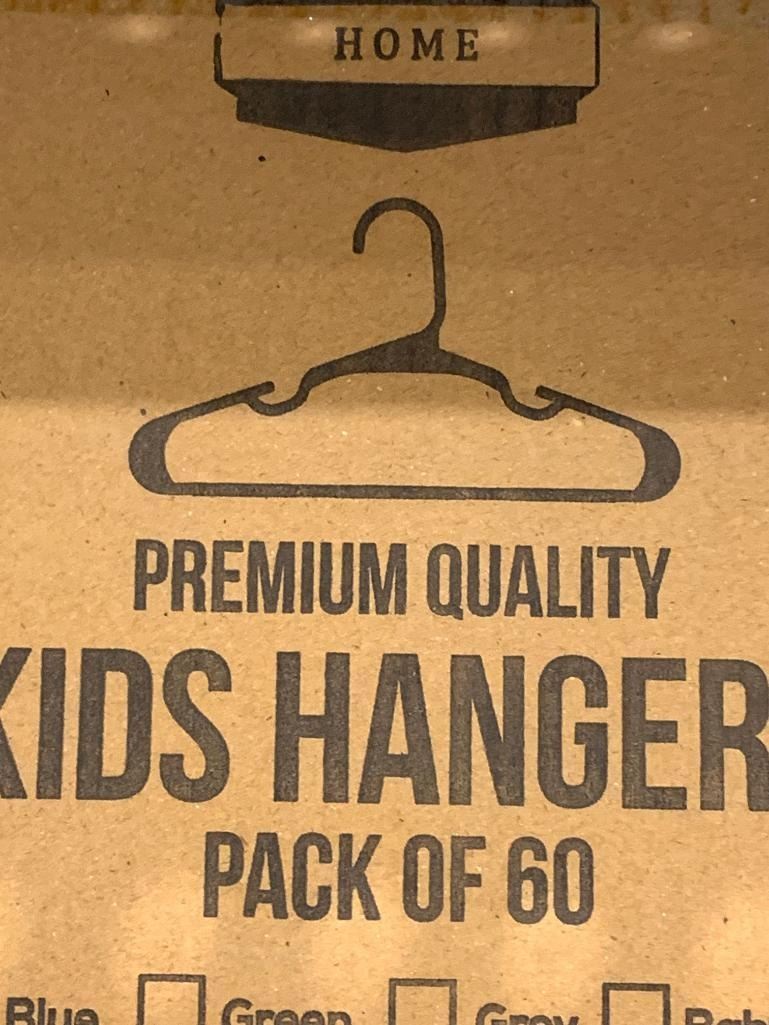 HOME
PREMIUM QUALITY
KIDS HANGER
PACK OF 60
Blue Green Grey